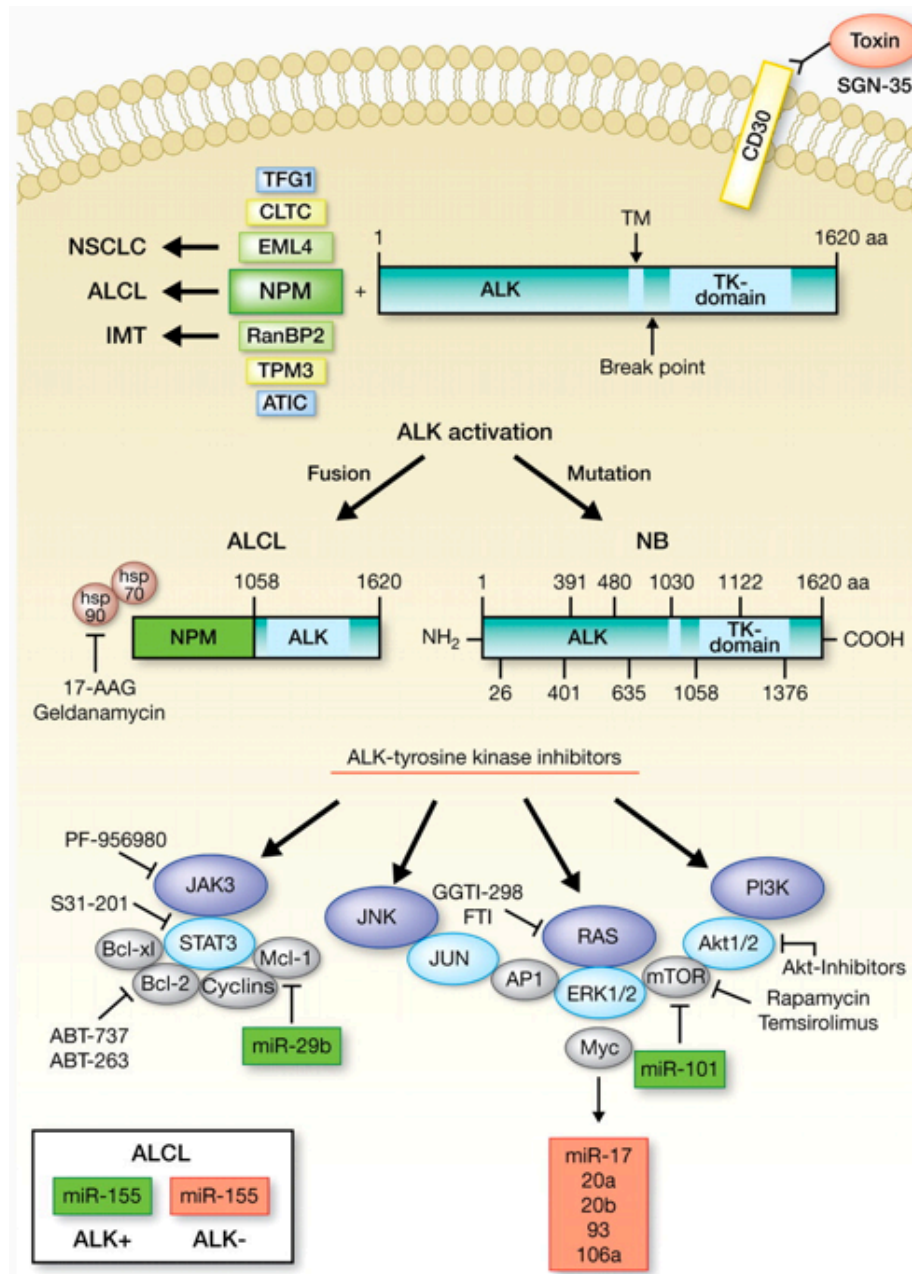 Toxin
SGN-35
CD30
TFG1
CLTC
NSCLC
EML4
ALCL
NPM
+
IMT
RanBP2
TPM3
ATIC
1
TM
1620 aa
ALK
TK-
domain
Break point
ALK activation
Fusion
Mutation
ALCL
hsp
70
hsp
90
1058
1620
NPM
ALK
17-AAG
Geldanamycin
NB
1
391
480
1030
1122
1620 aa
NH2
ALK
TK-
domain
COOH
26
401
635
1058
1376
ALK-tyrosine kinase inhibitors
PF-956980
JAK3
S31-201
STAT3
Bcl-xl
Mcl-1
Bcl-2
Cyclins
ABT-737
ABT-263
miR-29b
JNK
JUN
AP1
GGTI-298
FTI
RAS
ERK1/2
Myc
PI3K
Akt1/2
mTOR
Akt-Inhibitors
Rapamycin
Temsirolimus
miR-101
miR-17
20a
20b
93
106a
ALCL
miR-155
miR-155
ALK+
ALK-